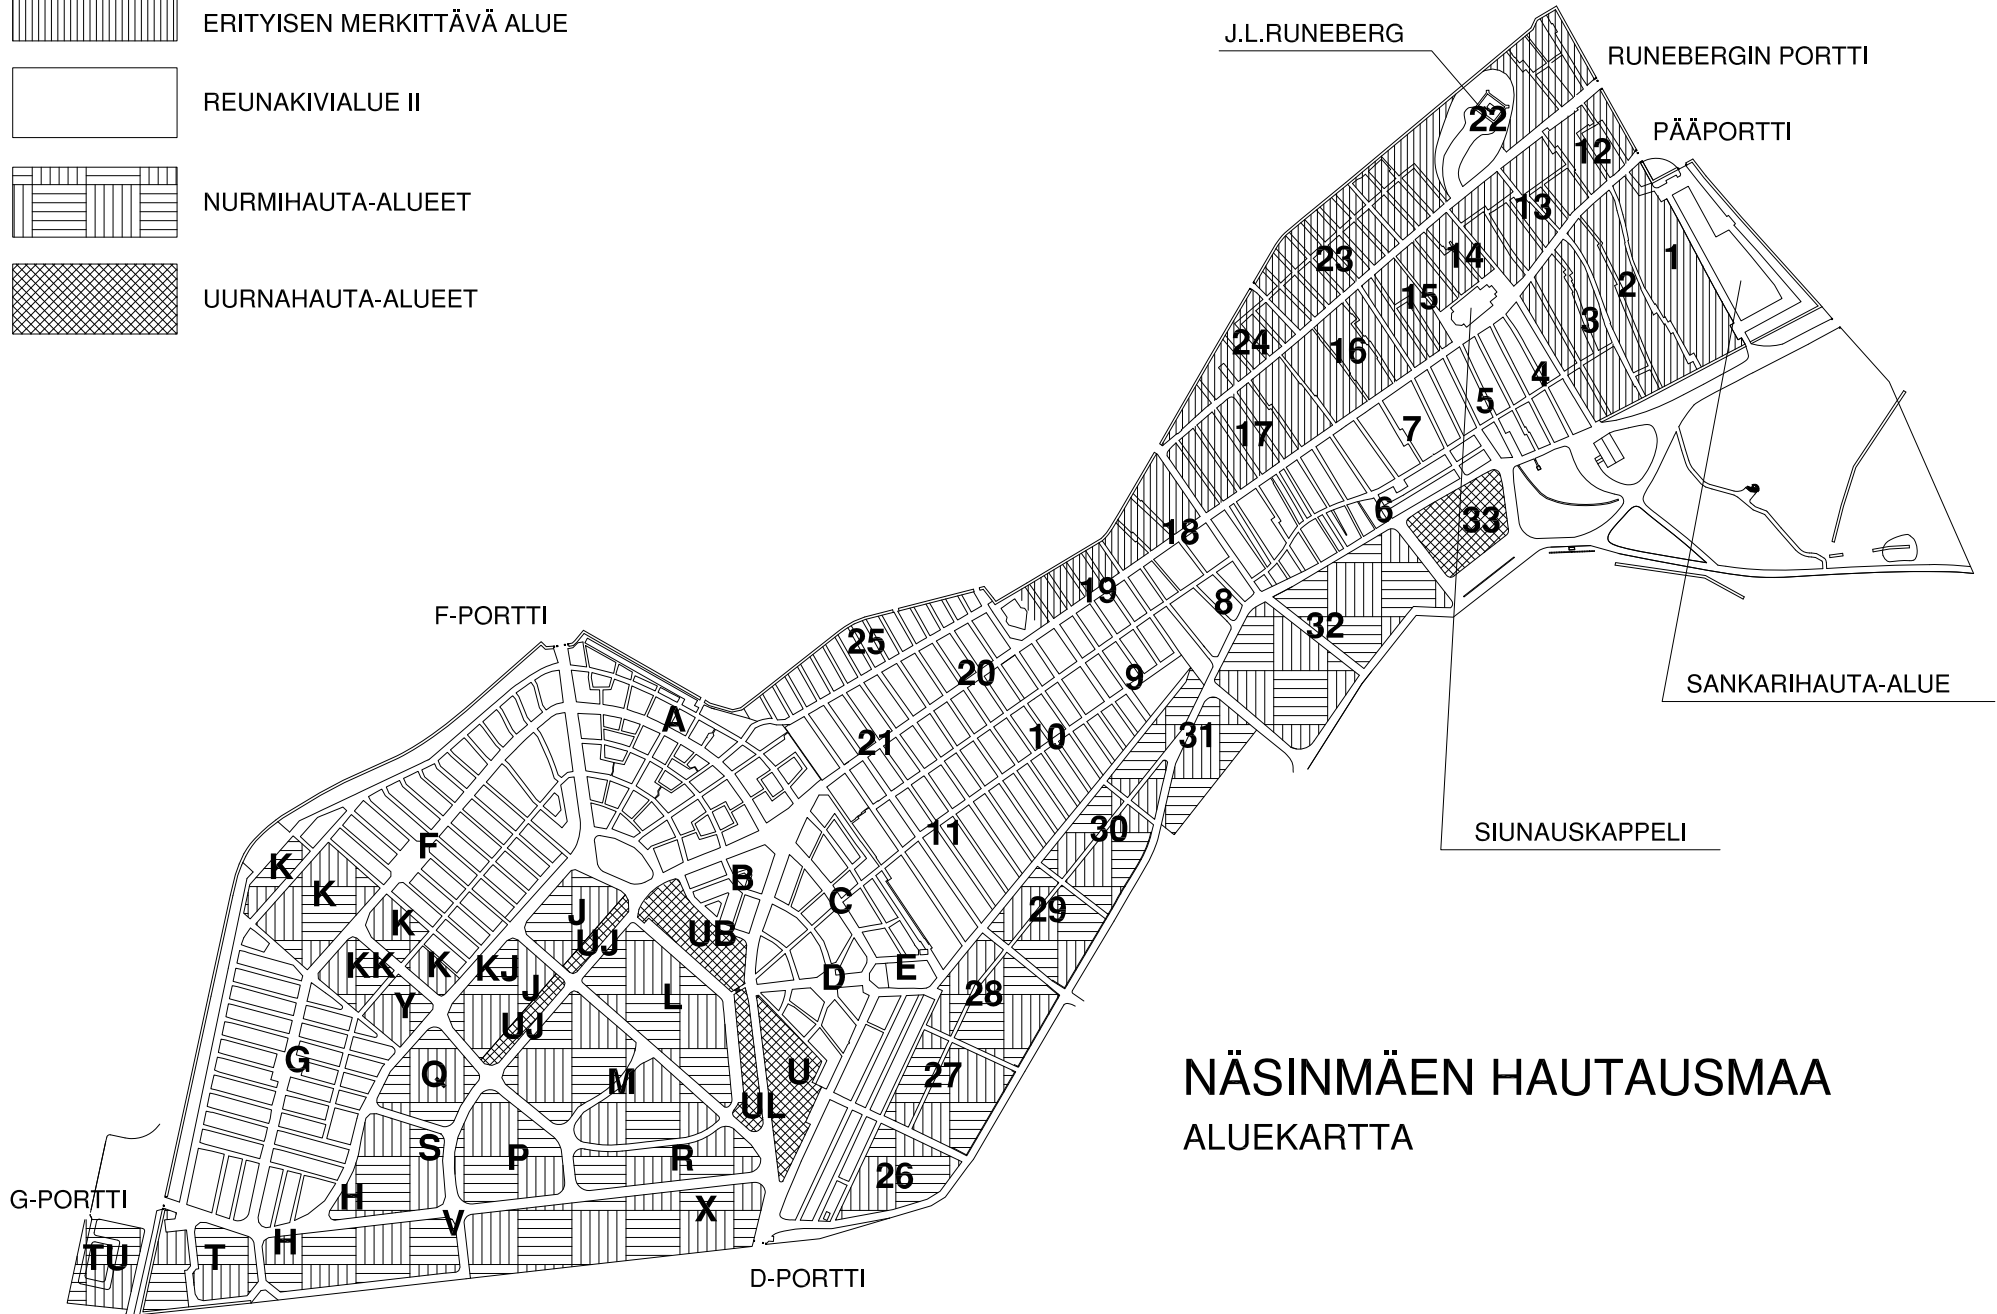 ERITYISEN MERKITTÄVÄ ALUE
REUNAKIVIALUE II
NURMIHAUTA-ALUEET
UURNAHAUTA-ALUEET
J.L.RUNEBERG
RUNEBERGIN PORTTI
PÄÄPORTTI
22
12
13
14
1
23
2
15
3
24
16
4
5
7
17
6
33
18
19
8
32
F-PORTTI
25
20
9
SANKARIHAUTA-ALUE
A
21
10
31
11
30
SIUNAUSKAPPELI
F
K
K
B
C
J
29
K
UB
UJ
KK
K
KJ
D
E
J
L
28
Y
UJ
G
Q
M
U
27
NÄSINMÄEN HAUTAUSMAA
UL
ALUEKARTTA
S
P
R
26
G-PORTTI
H
X
V
H
TU
T
D-PORTTI